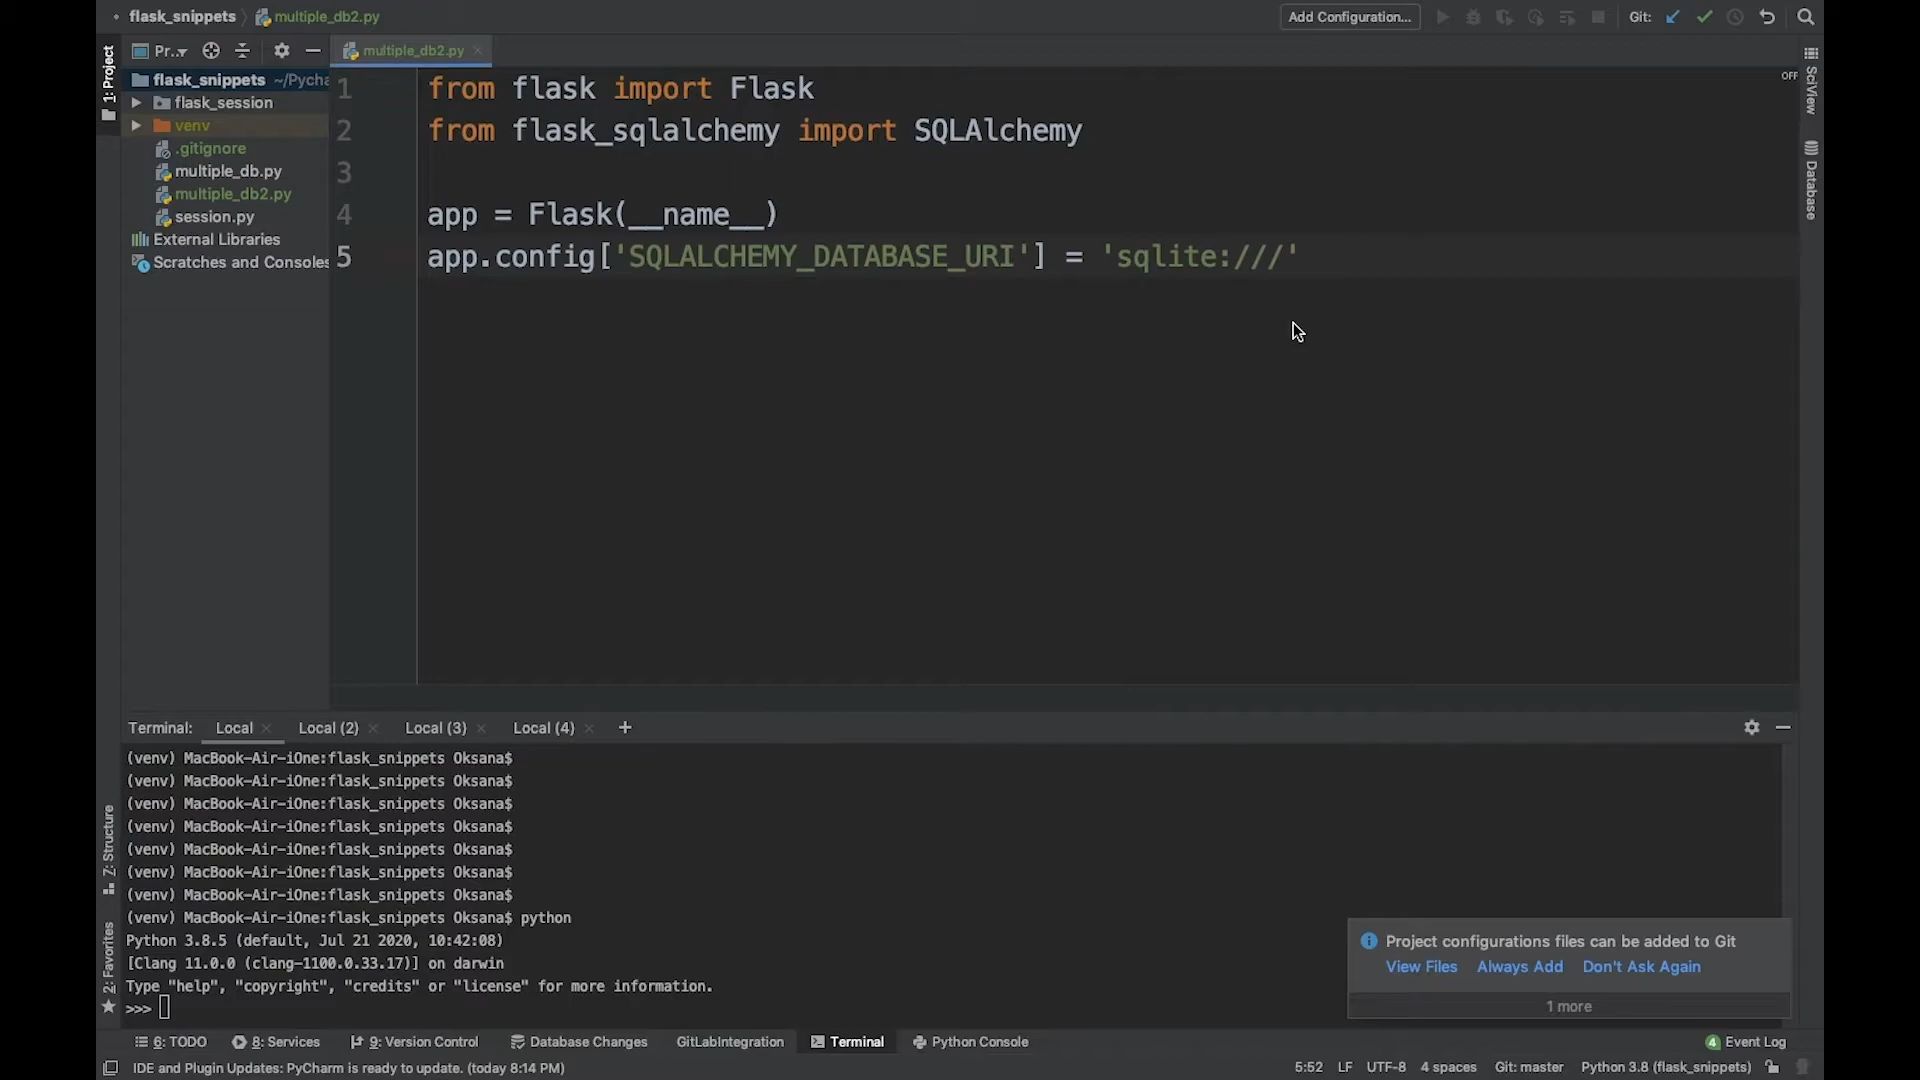 flask_snippets
multiple_db2.py
Add Configuration...
Git:
1: Project
Pr..
multiple_db2.py
flask_snippets ~/Pycha
flask_session
venv
.gitignore
multiple_db.py
multiple_db2.py
session.py
External Libraries
Scratches and Consoles
1 from flask import Flask
2 from flask_sqlalchemy import SQLAlchemy
3
4 app = Flask(__name__)
5 app.config['SQLALCHEMY_DATABASE_URI'] = 'sqlite:///'
OFF
SciView
Database
Terminal: Local Local (2) Local (3) Local (4) +
(venv) MacBook-Air-iOne:flask_snippets Oksana$
(venv) MacBook-Air-iOne:flask_snippets Oksana$
(venv) MacBook-Air-iOne:flask_snippets Oksana$
(venv) MacBook-Air-iOne:flask_snippets Oksana$
(venv) MacBook-Air-iOne:flask_snippets Oksana$
(venv) MacBook-Air-iOne:flask_snippets Oksana$
(venv) MacBook-Air-iOne:flask_snippets Oksana$
(venv) MacBook-Air-iOne:flask_snippets Oksana$ python
Python 3.8.5 (default, Jul 21 2020, 10:42:08)
[Clang 11.0.0 (clang-1100.0.33.17)] on darwin
Type "help", "copyright", "credits" or "license" for more information.
>>>
Z: Structure
2: Favorites
Project configurations files can be added to Git
View Files Always Add Don't Ask Again
1 more
6: TODO 8: Services 9: Version Control Database Changes GitLabIntegration Terminal Python Console
4 Event Log
IDE and Plugin Updates: PyCharm is ready to update. (today 8:14 PM)
5:52 LF UTF-8 4 spaces Git: master Python 3.8 (flask_snippets)